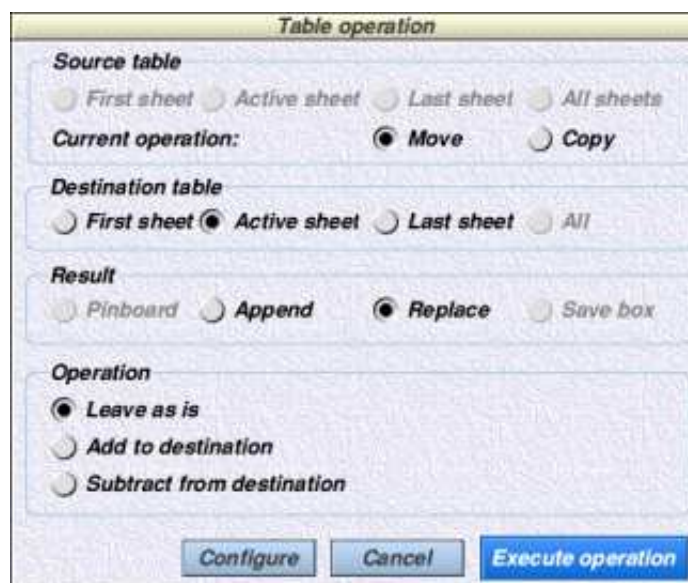 Table operation
Source table
First sheet Active sheet Last sheet All sheets
Current operation: Move Copy
Destination table
First sheet Active sheet Last sheet All
Result
Pinboard Append Replace Save box
Operation
Leave as is
Add to destination
Subtract from destination
Configure Cancel Execute operation